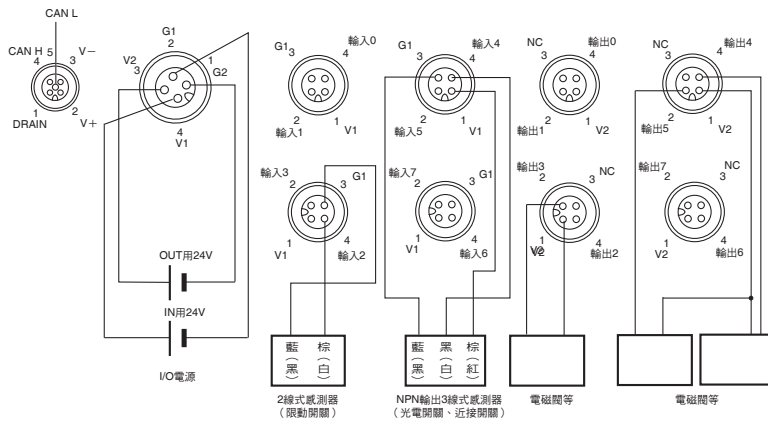 CAN L
CAN H 5 V−
4 3
1 2
DRAIN V+
G1
2
V2 1
3 G2
4
V1
OUT用24V
IN用24V
I/O電源
G1 輸入0
3 4
2 1
輸入1 V1
G1 輸入4
3 4
2 1
輸入5 V1
NC 輸出0
3 4
2 1
輸出1 V2
NC 輸出4
3 4
2 1
輸出5 V2
輸入3 G1
2 3
1 4
V1 輸入2
輸入7 G1
2 3
1 4
V1 輸入6
輸出3 NC
2 3
1 4
V2 輸出2
輸出7 NC
2 3
1 4
V2 輸出6
藍(黑) 棕(白)
2線式感測器
(限動開關)
藍(黑) 黑(白) 棕(紅)
NPN輸出3線式感測器
(光電開關、近接開關)
電磁閥等
電磁閥等